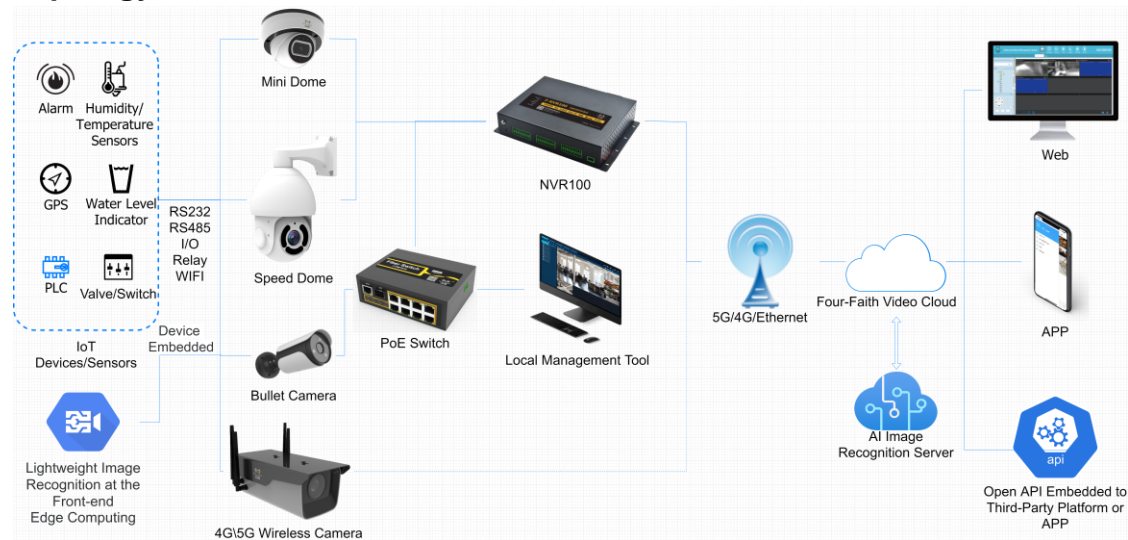 Alarm
Humidity/
Temperature
Sensors
GPS
Water Level
Indicator
PLC
Valve/Switch
IoT
Devices/Sensors
RS232
RS485
I/O
Relay
WIFI
Device
Embedded
Lightweight Image
Recognition at the
Front-end
Edge Computing
Mini Dome
Speed Dome
Bullet Camera
4G\5G Wireless Camera
NVR100
PoE Switch
Local Management Tool
5G/4G/Ethernet
Four-Faith Video Cloud
AI Image
Recognition Server
Web
APP
api
Open API Embedded to
Third-Party Platform or
APP